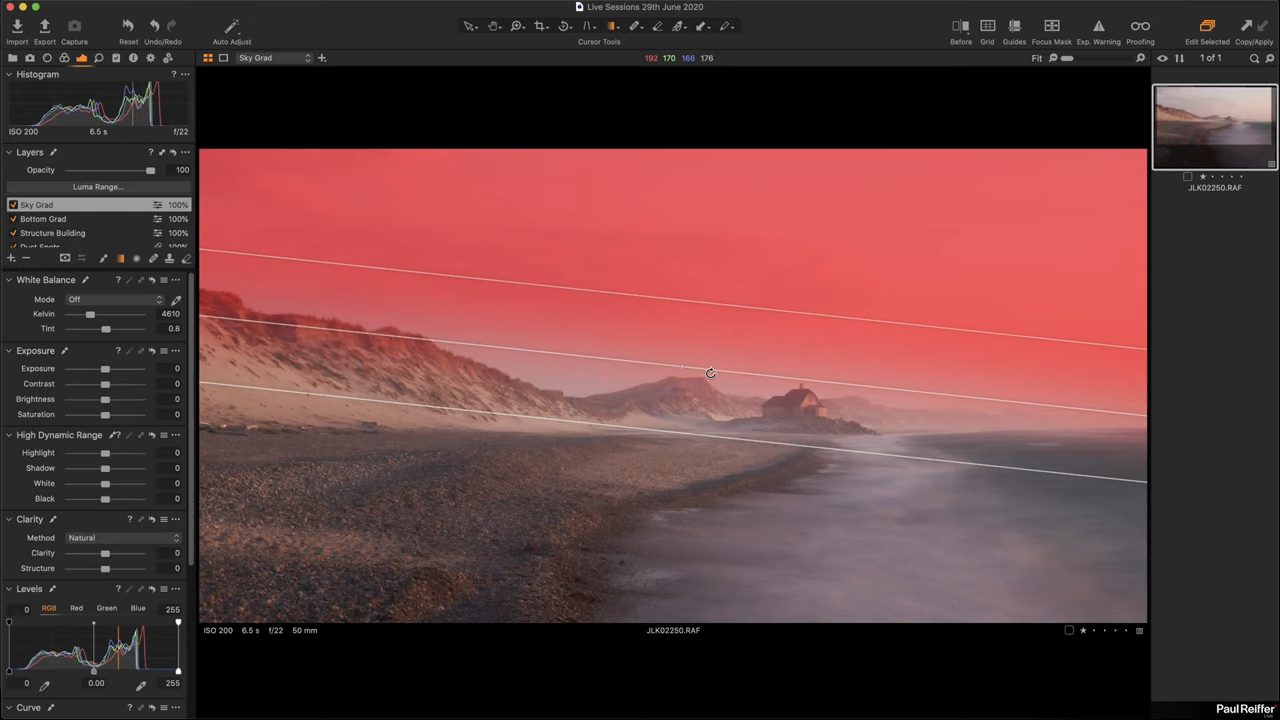 Live Sessions 29th June 2020
Import Export Capture Reset Undo/Redo Auto Adjust Cursor Tools Before Grid Guides Focus Mask Exp. Warning Proofing Edit Selected Copy/Apply
Sky Grad
192 170 166 176
Fit
1 of 1
Histogram
ISO 200 6.5 s f/22
Layers
Opacity 100
Luma Range...
Sky Grad 100%
Bottom Grad 100%
Structure Building 100%
Dust Spots 100%
White Balance
Mode Off
Kelvin 4610
Tint 0.8
Exposure
Exposure 0
Contrast 0
Brightness 0
Saturation 0
High Dynamic Range
Highlight 0
Shadow 0
White 0
Black 0
Clarity
Method Natural
Clarity 0
Structure 0
Levels
0 RGB Red Green Blue 255
0 0.00 255
Curve
ISO 200 6.5 s f/22 50 mm
JLK02250.RAF
JLK02250.RAF
Paul Reiffer
Live